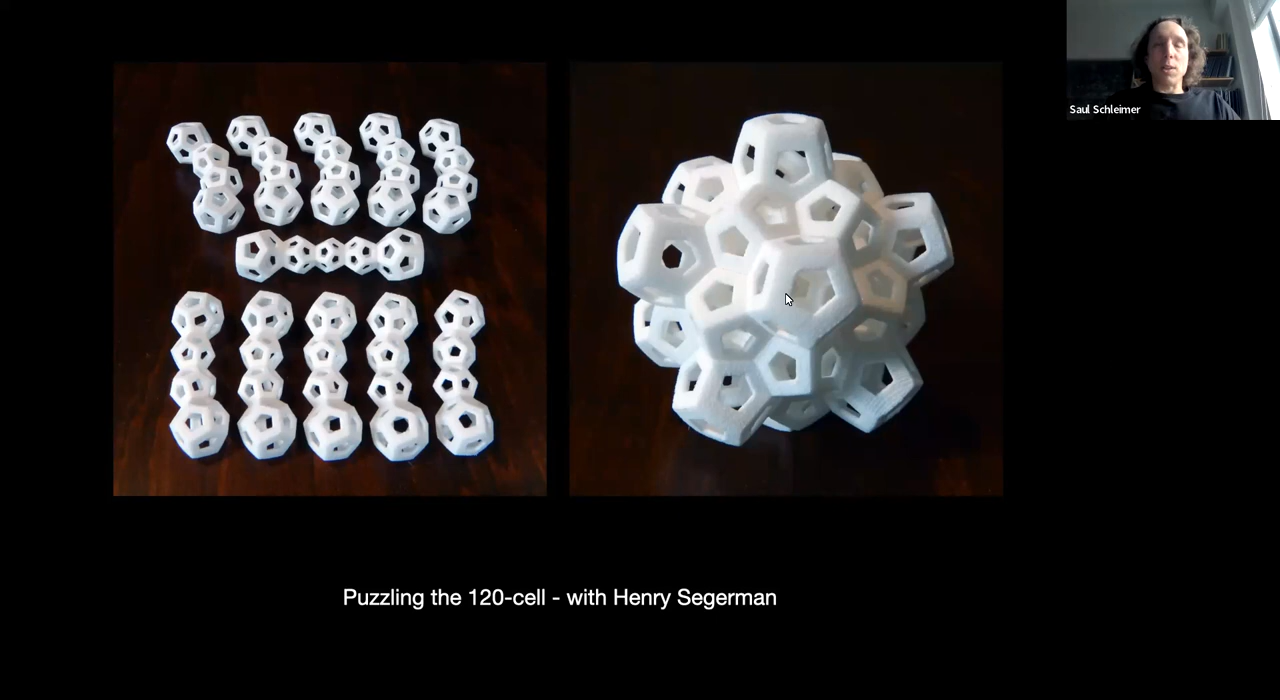 Saul Schleimer
Puzzling the 120-cell - with Henry Segerman